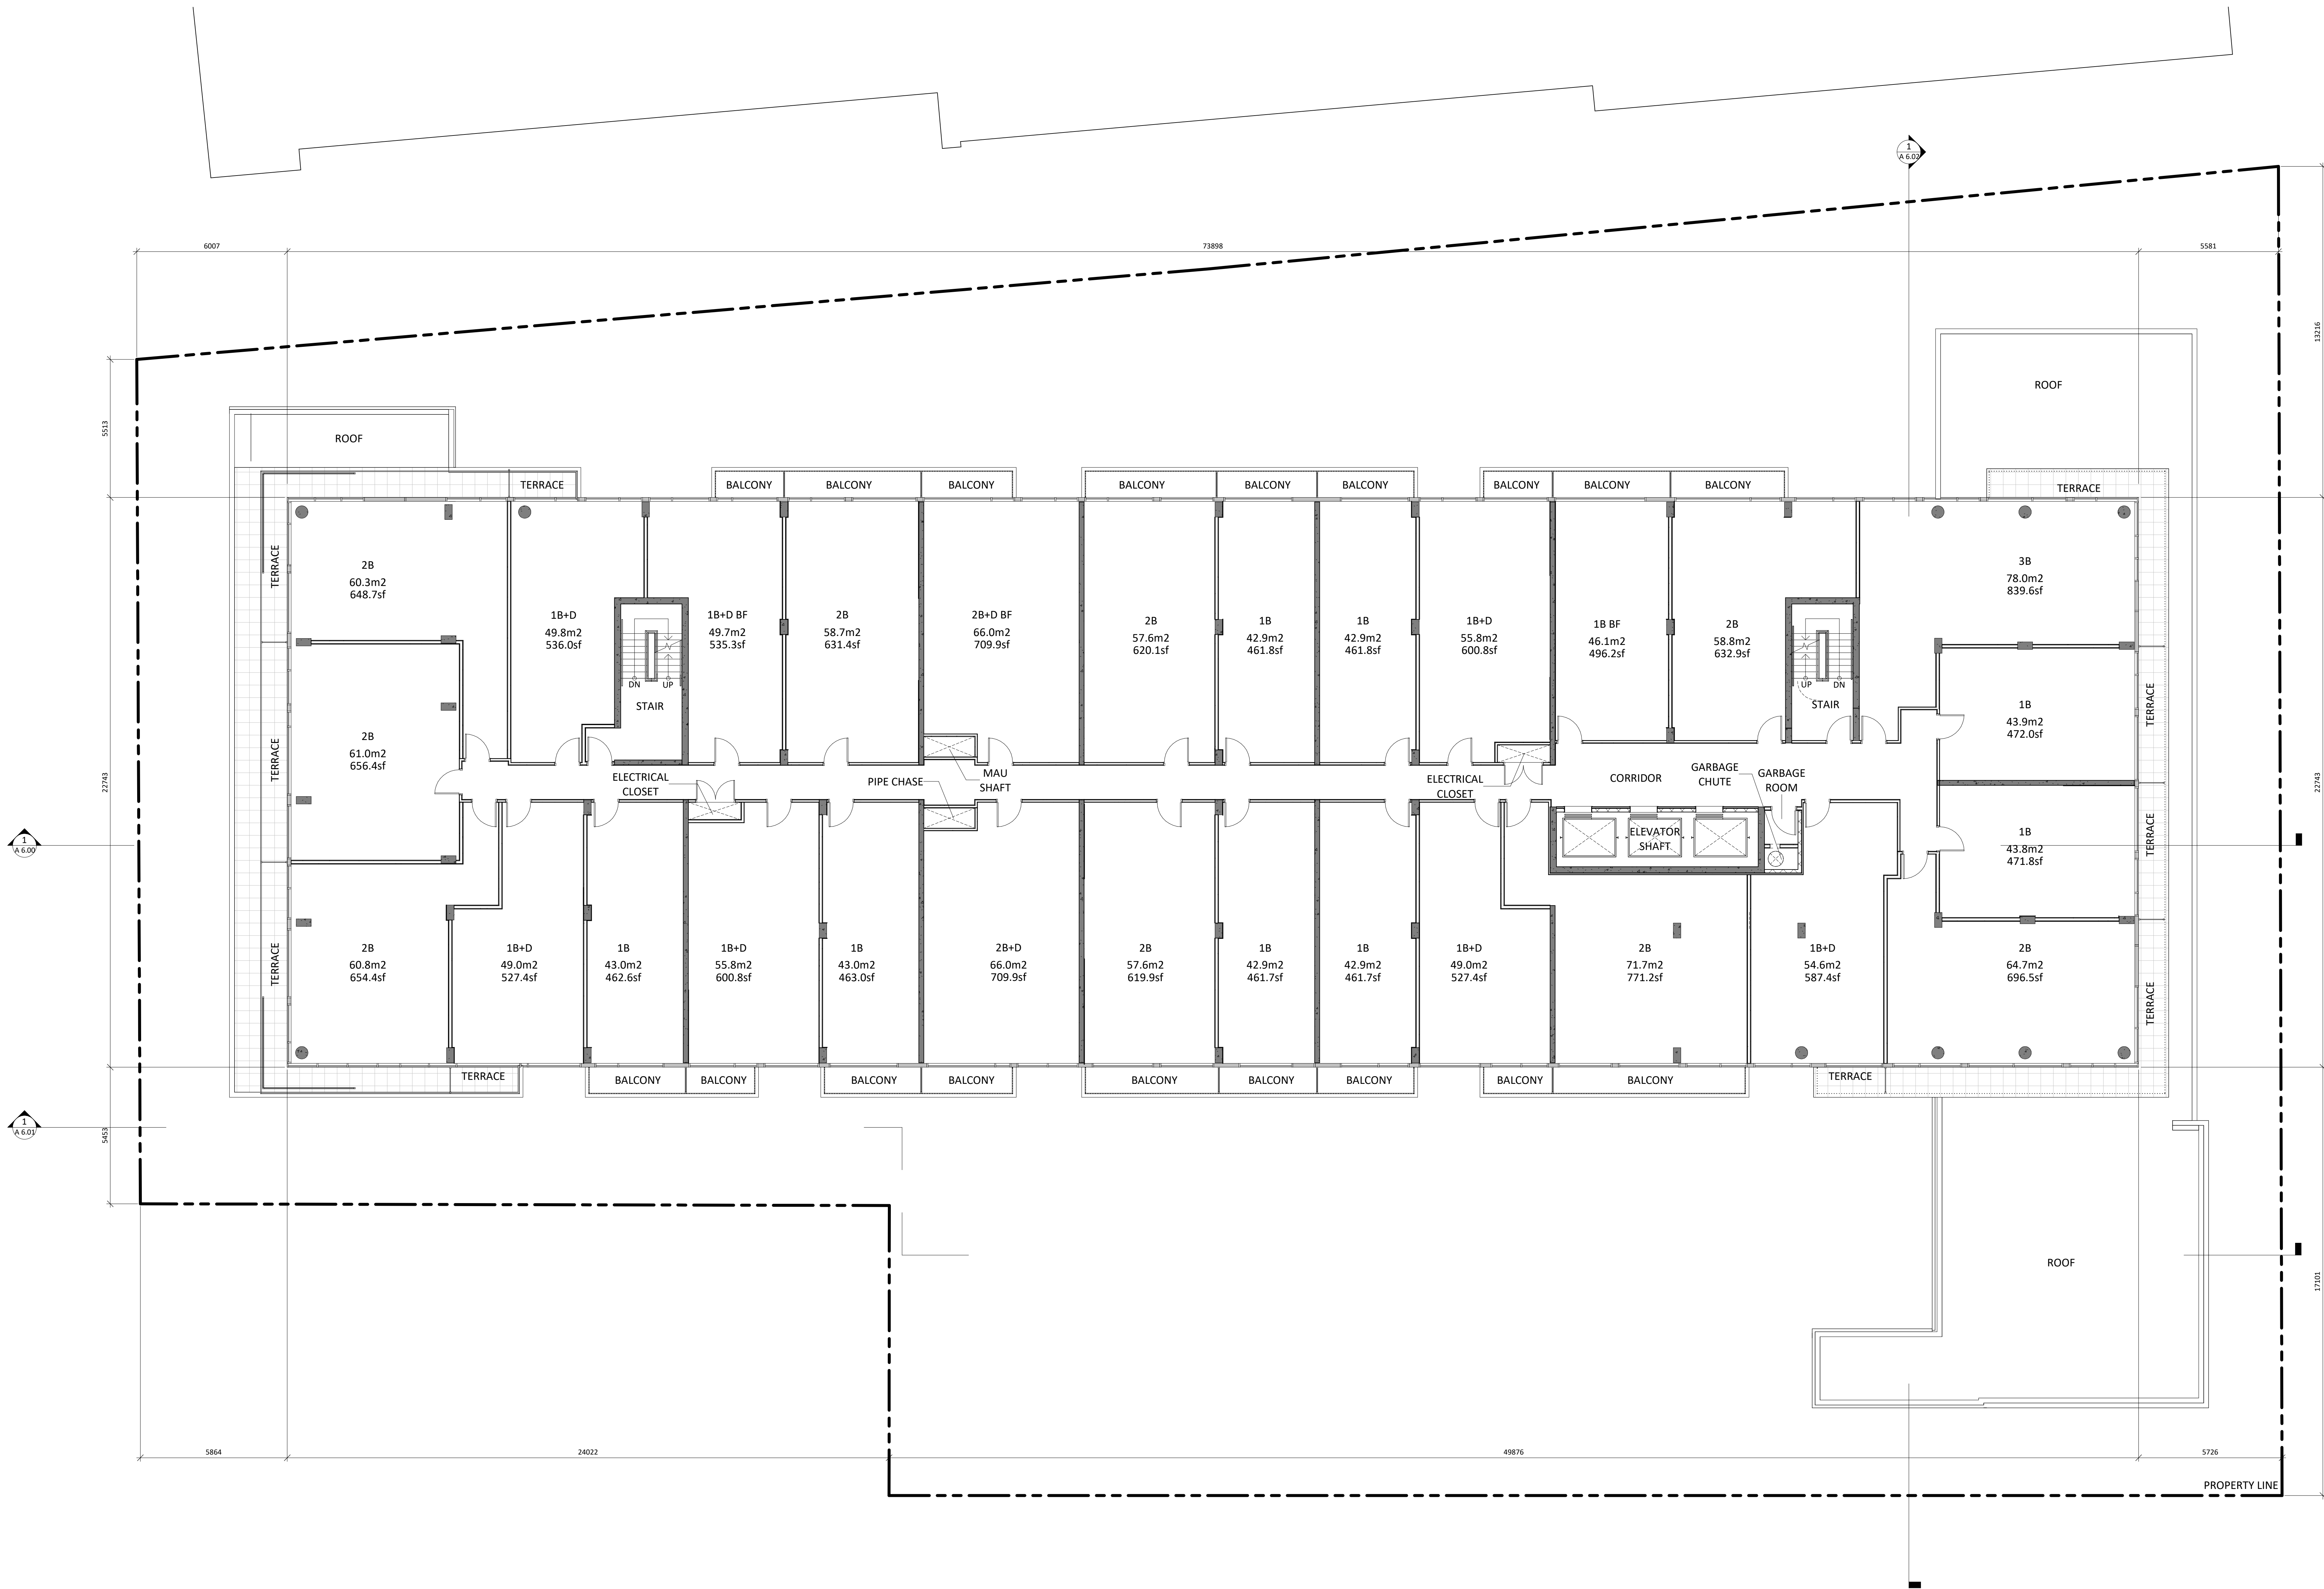 1
A 6.02
6007
73898
5581
13216
ROOF
5513
ROOF
TERRACE
BALCONY
BALCONY
BALCONY
BALCONY
BALCONY
BALCONY
BALCONY
BALCONY
BALCONY
TERRACE
TERRACE
2B
60.3m2
648.7sf
1B+D
49.8m2
536.0sf
1B+D BF
49.7m2
535.3sf
2B
58.7m2
631.4sf
2B+D BF
66.0m2
709.9sf
2B
57.6m2
620.1sf
1B
42.9m2
461.8sf
1B
42.9m2
461.8sf
1B+D
55.8m2
600.8sf
1B BF
46.1m2
496.2sf
2B
58.8m2
632.9sf
3B
78.0m2
839.6sf
DN
UP
STAIR
UP
DN
STAIR
1B
43.9m2
472.0sf
TERRACE
22743
TERRACE
2B
61.0m2
656.4sf
ELECTRICAL
CLOSET
PIPE CHASE
MAU
SHAFT
ELECTRICAL
CLOSET
CORRIDOR
GARBAGE
CHUTE
GARBAGE
ROOM
22743
ELEVATOR
SHAFT
1B
43.8m2
471.8sf
TERRACE
1
A 6.00
TERRACE
2B
60.8m2
654.4sf
1B+D
49.0m2
527.4sf
1B
43.0m2
462.6sf
1B+D
55.8m2
600.8sf
1B
43.0m2
463.0sf
2B+D
66.0m2
709.9sf
2B
57.6m2
619.9sf
1B
42.9m2
461.7sf
1B
42.9m2
461.7sf
1B+D
49.0m2
527.4sf
2B
71.7m2
771.2sf
1B+D
54.6m2
587.4sf
2B
64.7m2
696.5sf
TERRACE
TERRACE
BALCONY
BALCONY
BALCONY
BALCONY
BALCONY
BALCONY
BALCONY
BALCONY
BALCONY
TERRACE
1
A 6.01
5453
ROOF
17101
5864
24022
49876
5726
PROPERTY LINE